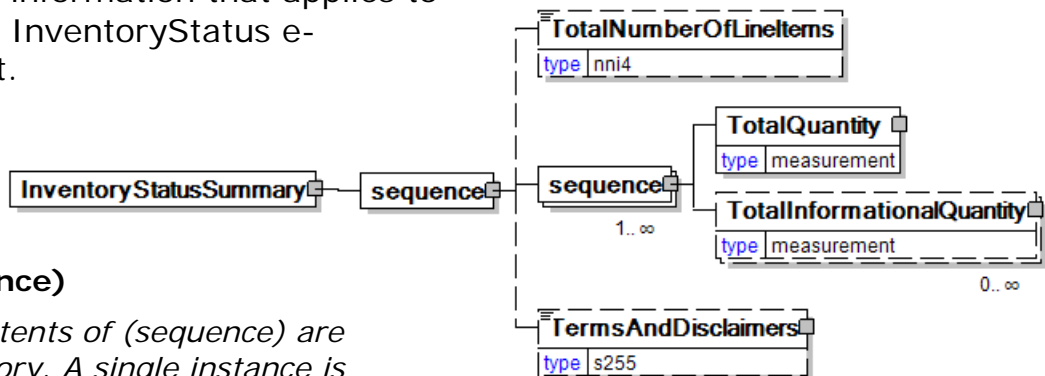 information that applies to
InventoryStatus e-
t.
nce)
tents of (sequence) are
ory. A single instance is
InventoryStatusSummary
sequence
TotalNumberOfLineItems
type nni4
sequence
1.. ∞
TotalQuantity
type measurement
TotalInformationalQuantity
type measurement
0.. ∞
TermsAndDisclaimers
type s255